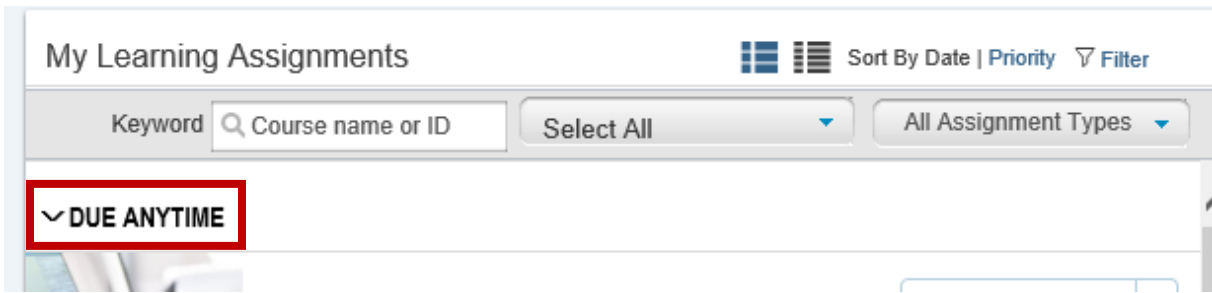 My Learning Assignments Sort By Date | Priority Filter
Keyword Course name or ID Select All All Assignment Types
DUE ANYTIME